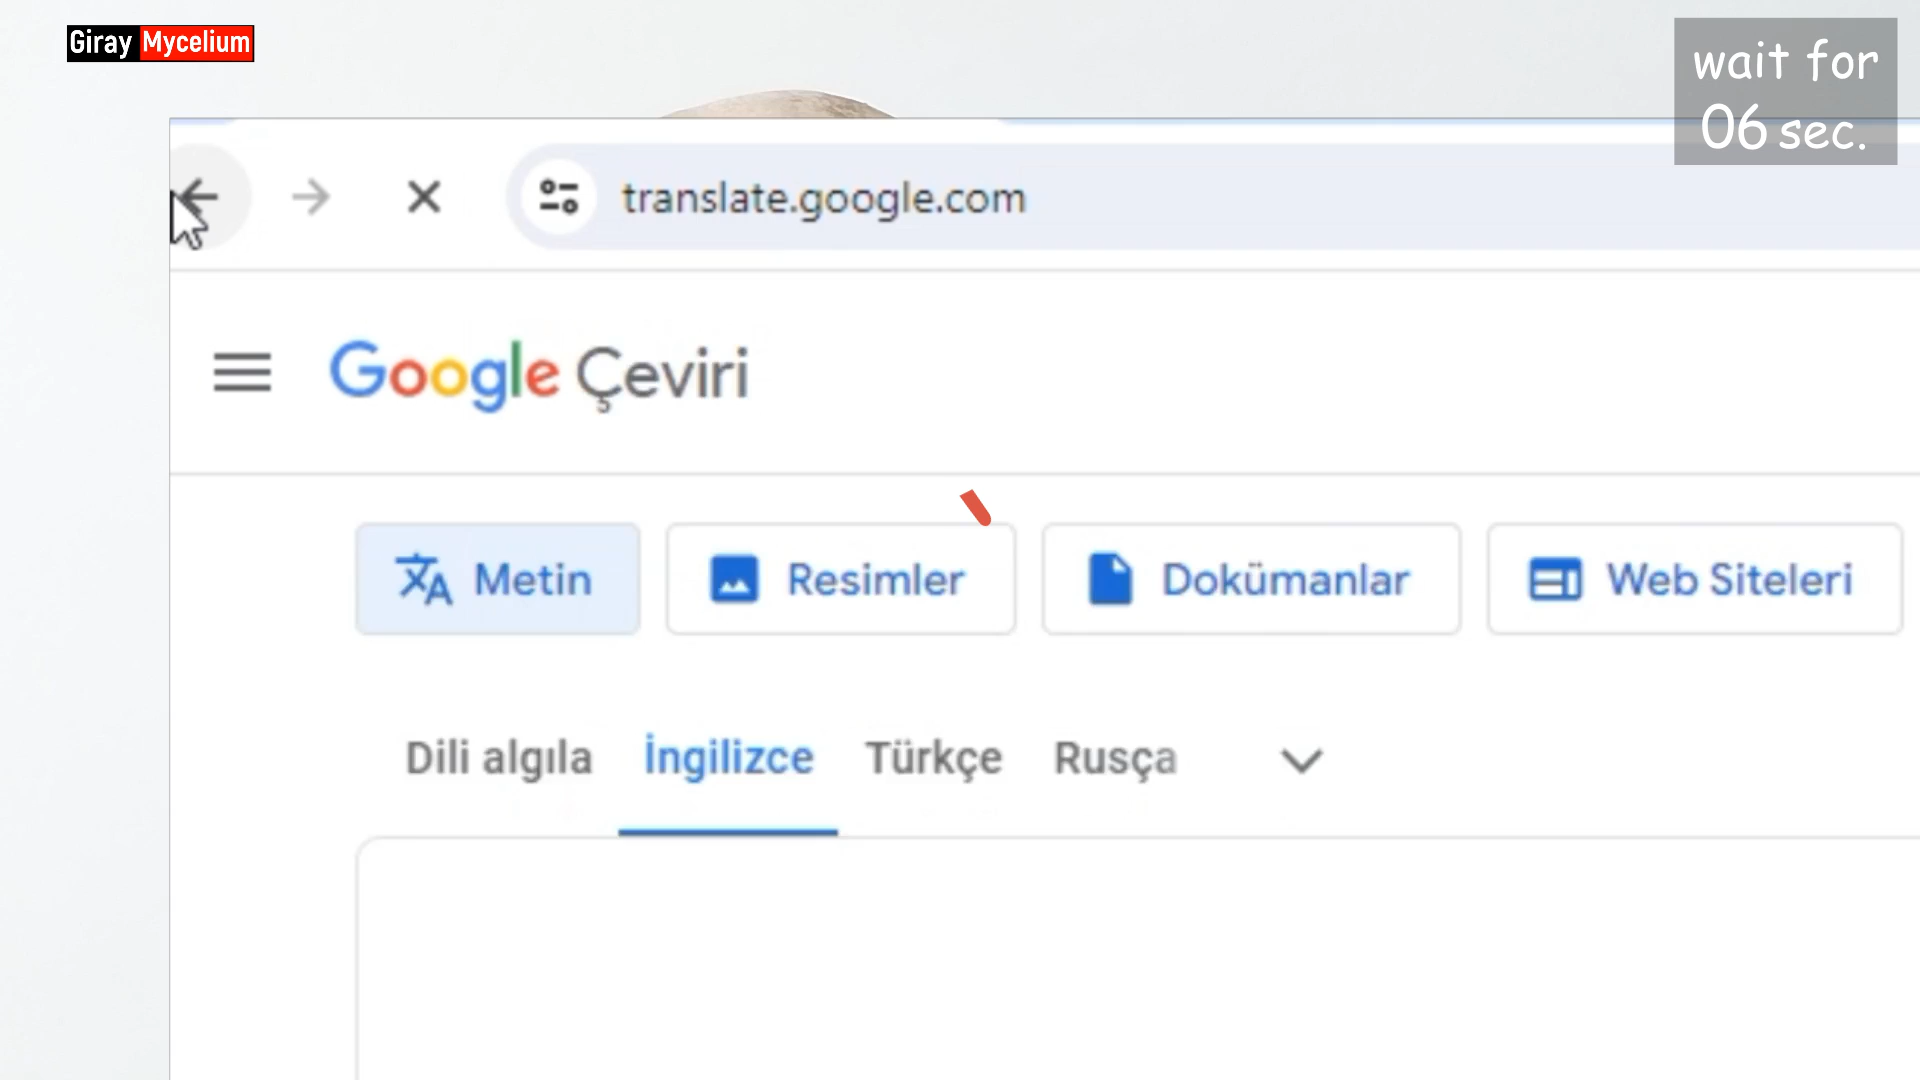 Giray Mycelium
wait for
06 sec.
translate.google.com
Google Çeviri
Metin
Resimler
Dokümanlar
Web Siteleri
Dili algıla
İngilizce
Türkçe
Rusça